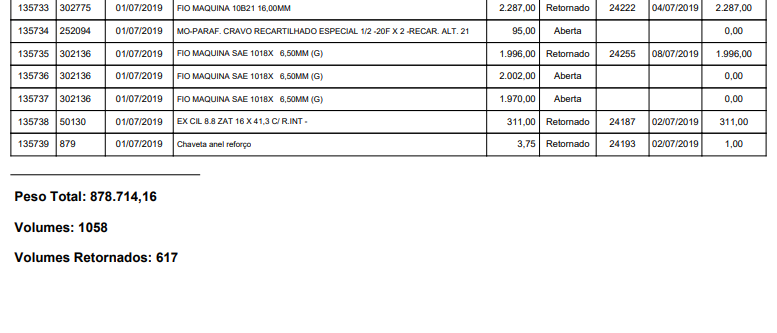 135733 302775 01/07/2019 FIO MAQUINA 10B21 16,00MM 2.287,00 Retornado 24222 04/07/2019 2.287,00
135734 252094 01/07/2019 MO-PARAF. CRAVO RECARTILHADO ESPECIAL 1/2 -20F X 2 -RECAR. ALT. 21 95,00 Aberta 0,00
135735 302136 01/07/2019 FIO MAQUINA SAE 1018X 6,50MM (G) 1.996,00 Retornado 24255 08/07/2019 1.996,00
135736 302136 01/07/2019 FIO MAQUINA SAE 1018X 6,50MM (G) 2.002,00 Aberta 0,00
135737 302136 01/07/2019 FIO MAQUINA SAE 1018X 6,50MM (G) 1.970,00 Aberta 0,00
135738 50130 01/07/2019 EX CIL 8.8 ZAT 16 X 41,3 C/ R.INT - 311,00 Retornado 24187 02/07/2019 311,00
135739 879 01/07/2019 Chaveta anel reforço 3,75 Retornado 24193 02/07/2019 1,00
Peso Total: 878.714,16
Volumes: 1058
Volumes Retornados: 617